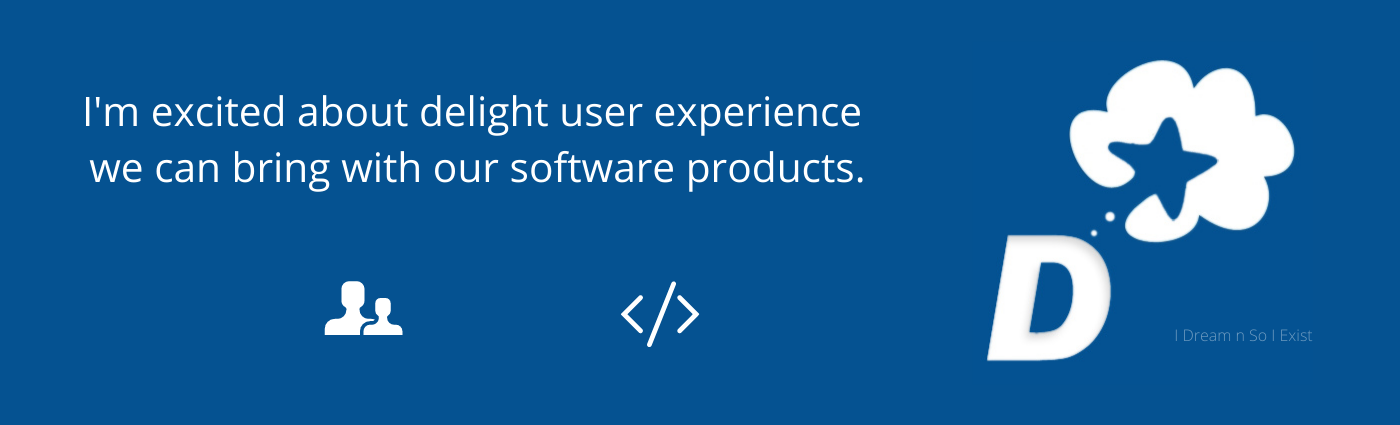 I'm excited about delight user experience
we can bring with our software products.
</>
D
I Dream n So I Exist